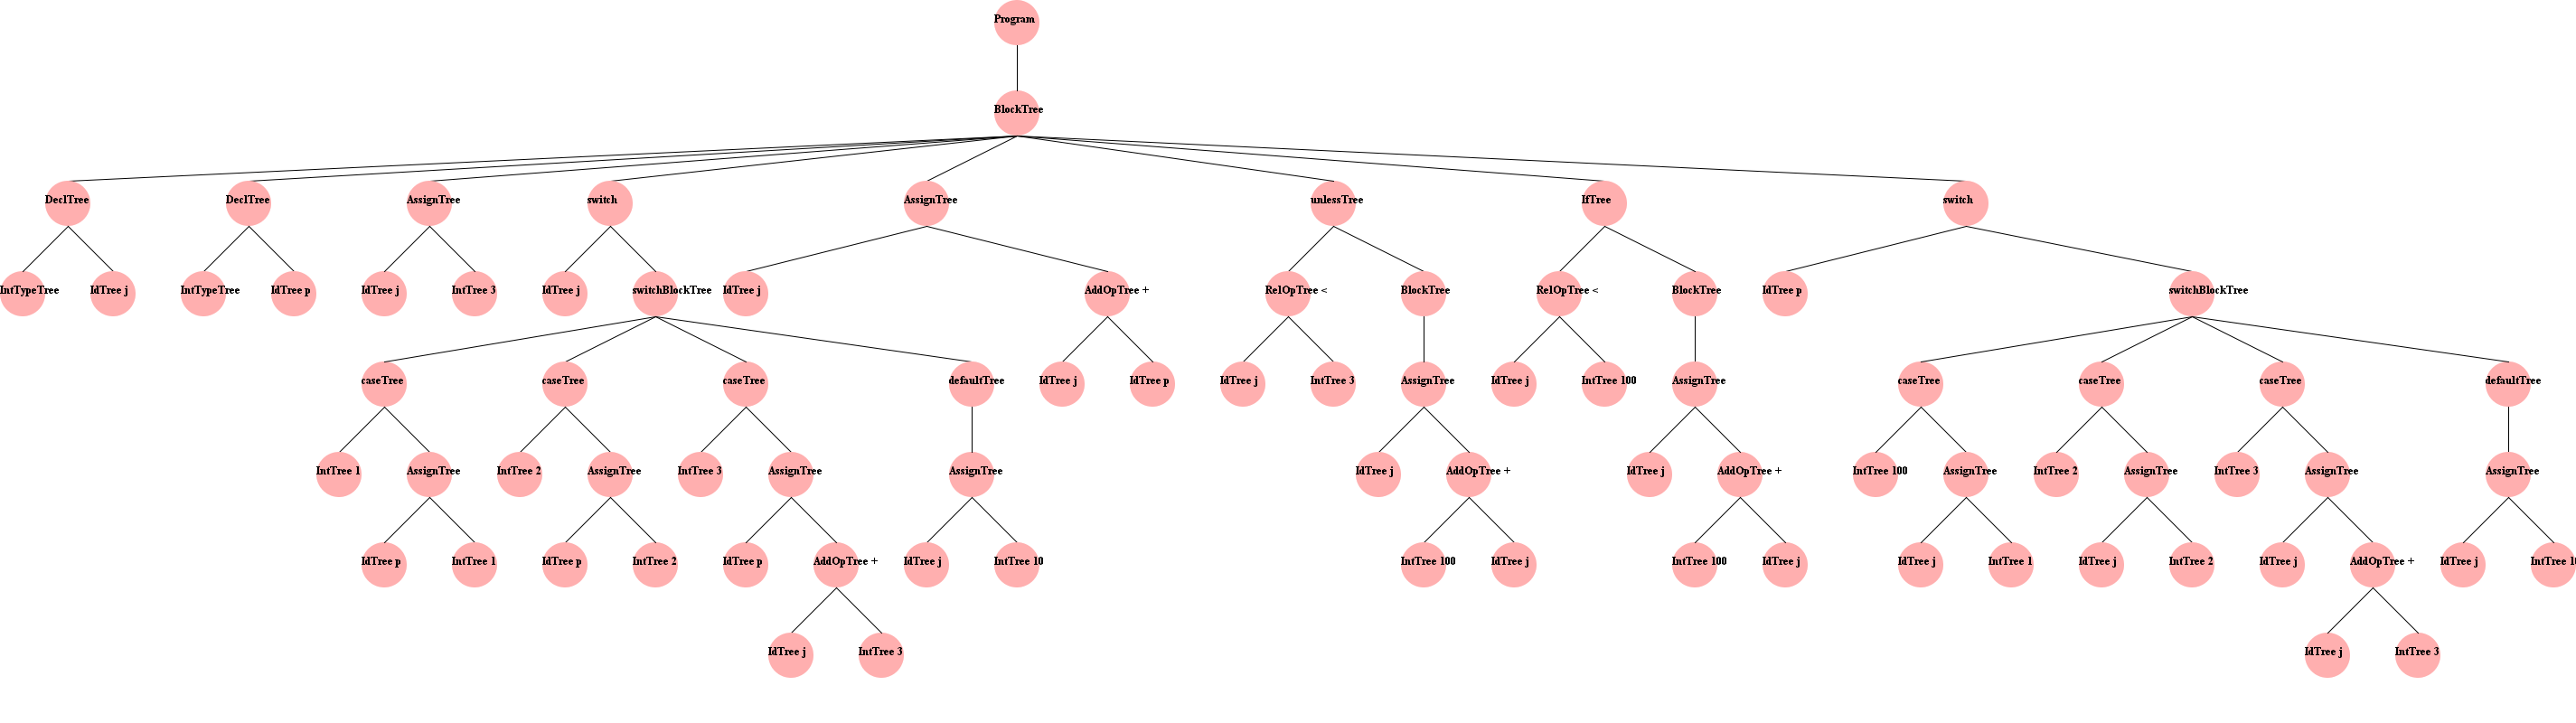 Program
BlockTree
DeclTree DeclTree AssignTree switch AssignTree unlessTree IfTree switch
IntTypeTree IdTree j IntTypeTree IdTree p IdTree j IntTree 3 IdTree j switchBlockTree IdTree j AddOpTree + RelOpTree < BlockTree RelOpTree < BlockTree IdTree p switchBlockTree
caseTree caseTree caseTree defaultTree IdTree j IdTree p IdTree j IntTree 3 AssignTree IdTree j IntTree 100 AssignTree caseTree caseTree caseTree defaultTree
IntTree 1 AssignTree IntTree 2 AssignTree IntTree 3 AssignTree AssignTree IdTree j AddOpTree + IdTree j AddOpTree + IntTree 100 AssignTree IntTree 2 AssignTree IntTree 3 AssignTree AssignTree
IdTree p IntTree 1 IdTree p IntTree 2 IdTree p AddOpTree + IdTree j IntTree 10 IntTree 100 IdTree j IntTree 100 IdTree j IdTree j IntTree 1 IdTree j IntTree 2 IdTree j AddOpTree + IdTree j IntTree
IdTree j IntTree 3 IdTree j IntTree 3